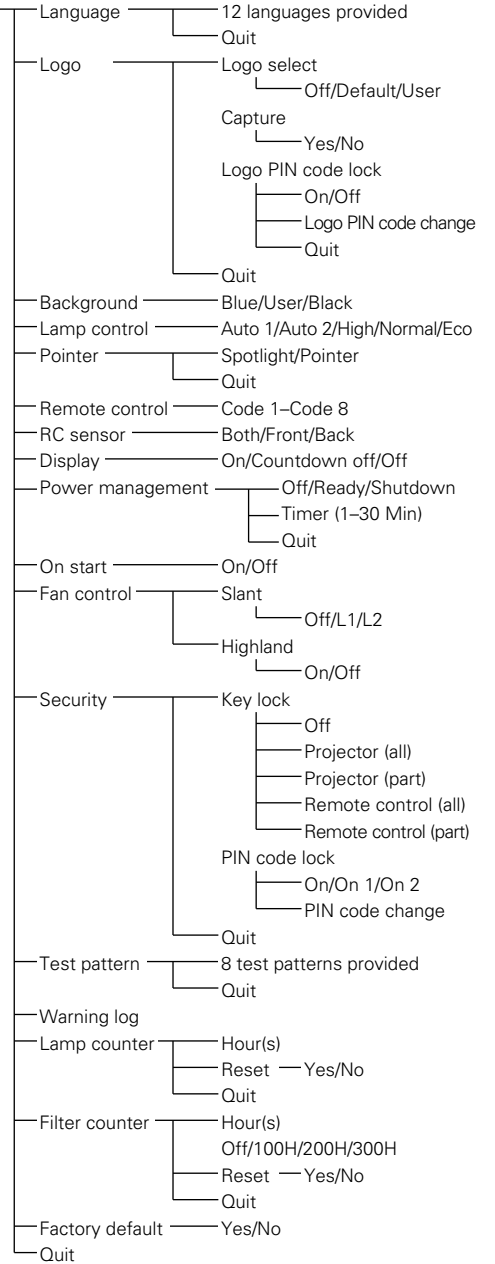 Language 12 languages provided
Quit
Logo Logo select
Off/Default/User
Capture
Yes/No
Logo PIN code lock
On/Off
Logo PIN code change
Quit
Quit
Background Blue/User/Black
Lamp control Auto 1/Auto 2/High/Normal/Eco
Pointer Spotlight/Pointer
Quit
Remote control Code 1–Code 8
RC sensor Both/Front/Back
Display On/Countdown off/Off
Power management Off/Ready/Shutdown
Timer (1–30 Min)
Quit
On start On/Off
Fan control Slant
Off/L1/L2
Highland
On/Off
Security Key lock
Off
Projector (all)
Projector (part)
Remote control (all)
Remote control (part)
PIN code lock
On/On 1/On 2
PIN code change
Quit
Test pattern 8 test patterns provided
Quit
Warning log
Lamp counter Hour(s)
Reset Yes/No
Quit
Filter counter Hour(s)
Off/100H/200H/300H
Reset Yes/No
Quit
Factory default Yes/No
Quit